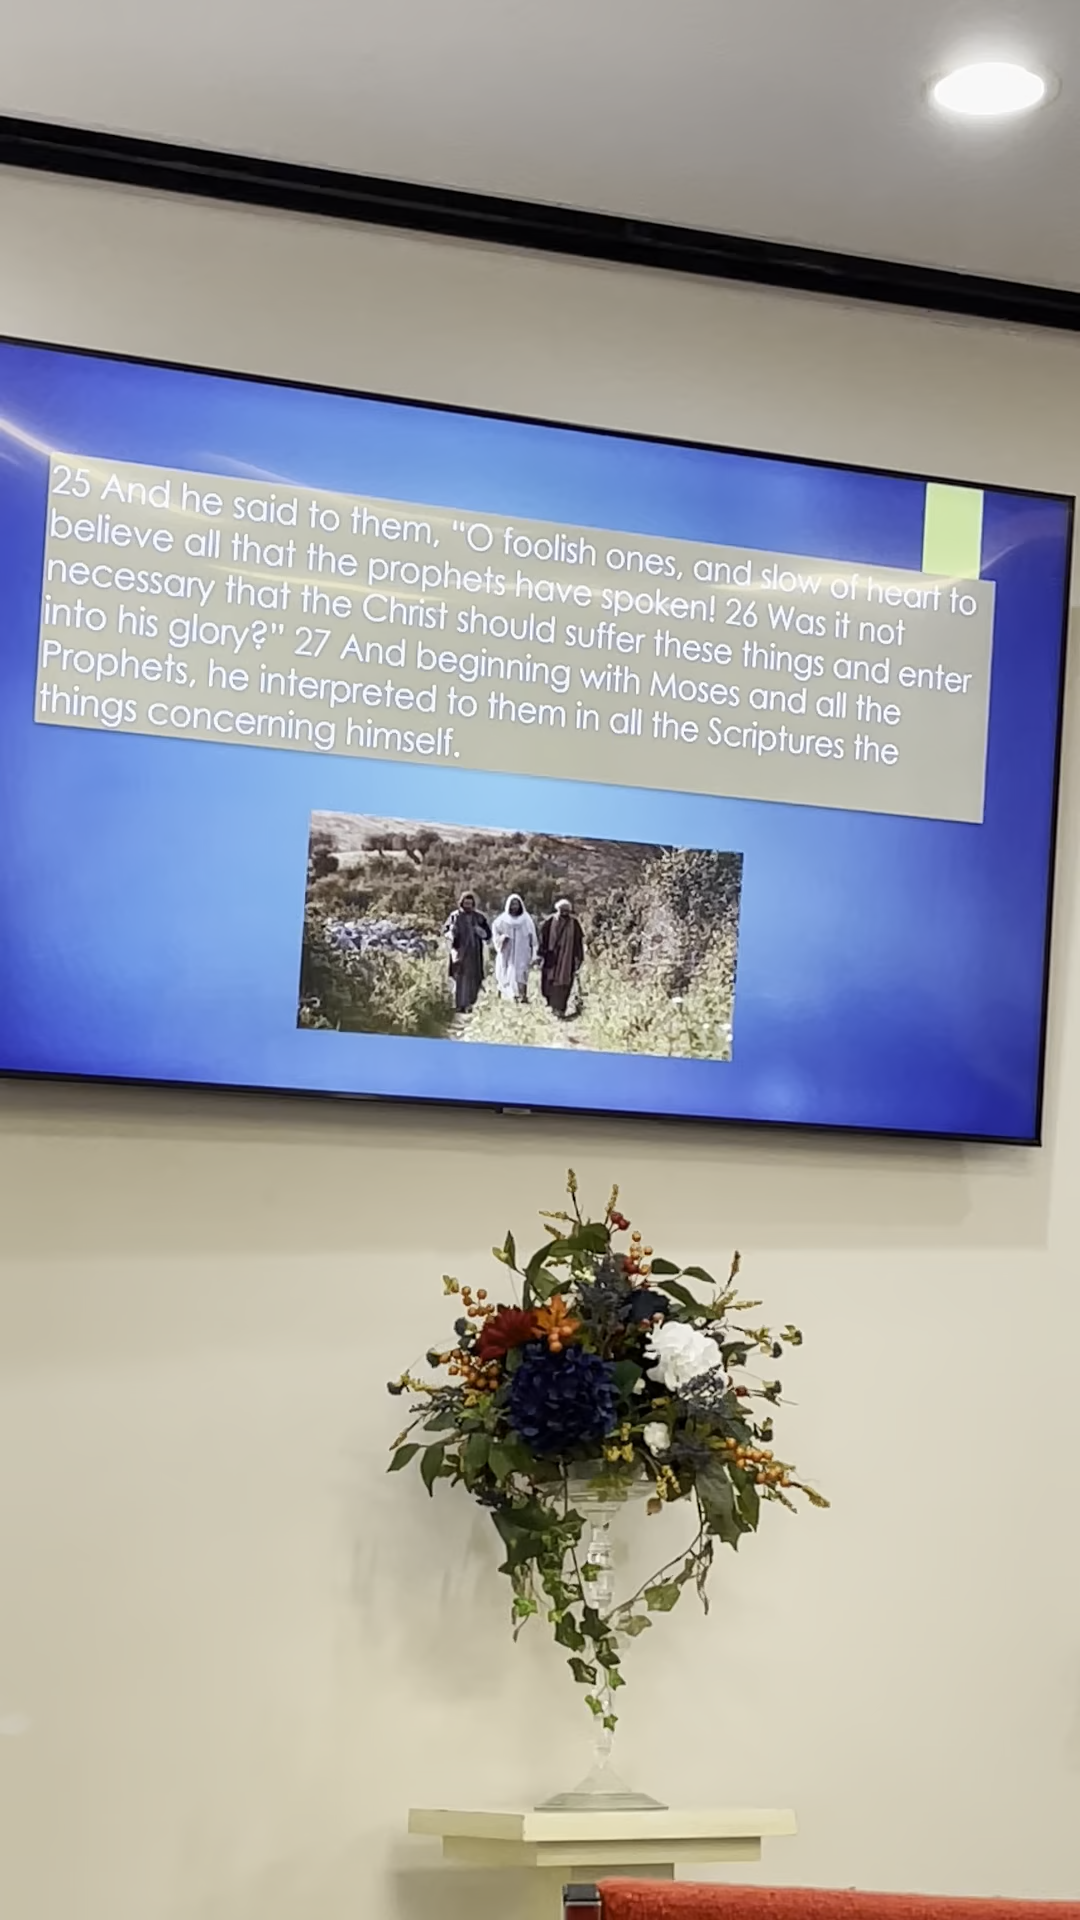 25 And he said to them, "O foolish ones, and slow of heart to
believe all that the prophets have spoken! 26 Was it not
necessary that the Christ should suffer these things and enter
into his glory?" 27 And beginning with Moses and all the
Prophets, he interpreted to them in all the Scriptures the
things concerning himself.